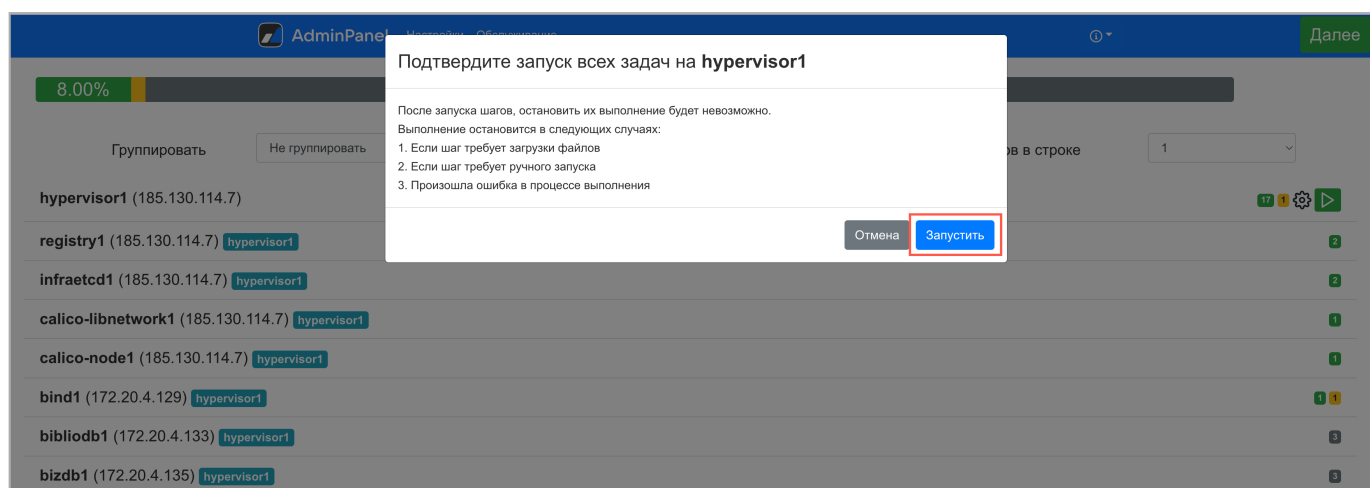 AdminPanel Настройки Обслуживание Далее
Подтвердите запуск всех задач на hypervisor1
8.00%
После запуска шагов, остановить их выполнение будет невозможно.
Выполнение остановится в следующих случаях:
1. Если шаг требует загрузки файлов
2. Если шаг требует ручного запуска
3. Произошла ошибка в процессе выполнения
Группировать Не группировать в строке 1
hypervisor1 (185.130.114.7) 17 1
Отмена Запустить
registry1 (185.130.114.7) hypervisor1 2
infraetcd1 (185.130.114.7) hypervisor1 2
calico-libnetwork1 (185.130.114.7) hypervisor1 1
calico-node1 (185.130.114.7) hypervisor1 1
bind1 (172.20.4.129) hypervisor1 1 1
bibliodb1 (172.20.4.133) hypervisor1 3
bizdb1 (172.20.4.135) hypervisor1 3